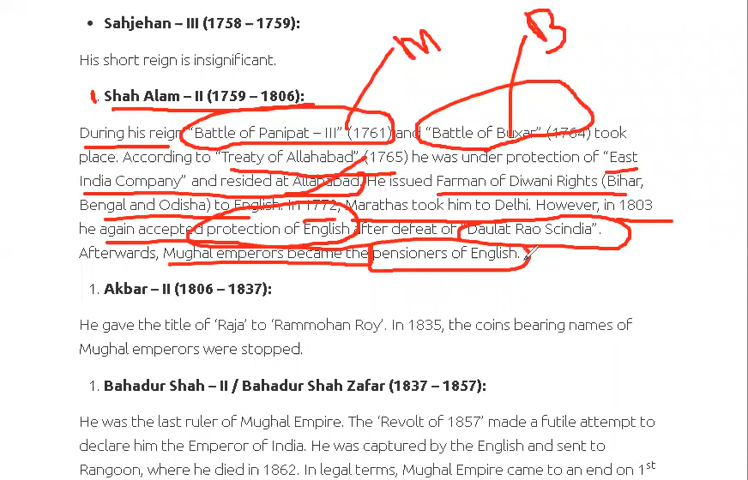 • Sahjehan – III (1758 – 1759):
His short reign is insignificant.
1. Shah Alam – II (1759 – 1806):
M
B
During his reign "Battle of Panipat – III" (1761) and "Battle of Buxar" (1764) took
place. According to "Treaty of Allahabad" (1765) he was under protection of "East
India Company" and resided at Allahabad. He issued Farman of Diwani Rights (Bihar,
Bengal and Odisha) to English. In 1772, Marathas took him to Delhi. However, in 1803
he again accepted protection of English after defeat of "Daulat Rao Scindia".
Afterwards, Mughal emperors became the pensioners of English.
1. Akbar – II (1806 – 1837):
He gave the title of 'Raja' to 'Rammohan Roy'. In 1835, the coins bearing names of
Mughal emperors were stopped.
1. Bahadur Shah – II / Bahadur Shah Zafar (1837 – 1857):
He was the last ruler of Mughal Empire. The 'Revolt of 1857' made a futile attempt to
declare him the Emperor of India. He was captured by the English and sent to
Rangoon, where he died in 1862. In legal terms, Mughal Empire came to an end on 1st